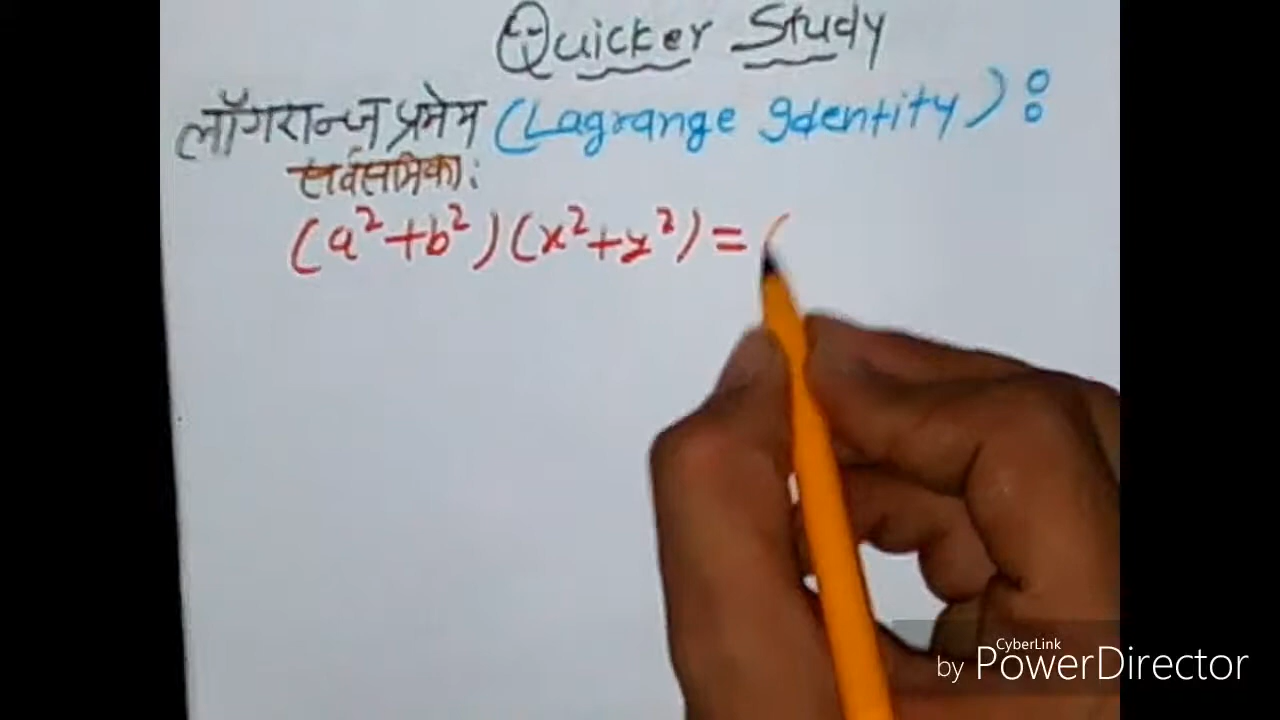 Quicker Study
लॉगरान्ज प्रमेय (Lagrange Identity) :
सर्वसमिका:
(a²+b²)(x²+y²) = (
CyberLink
by PowerDirector